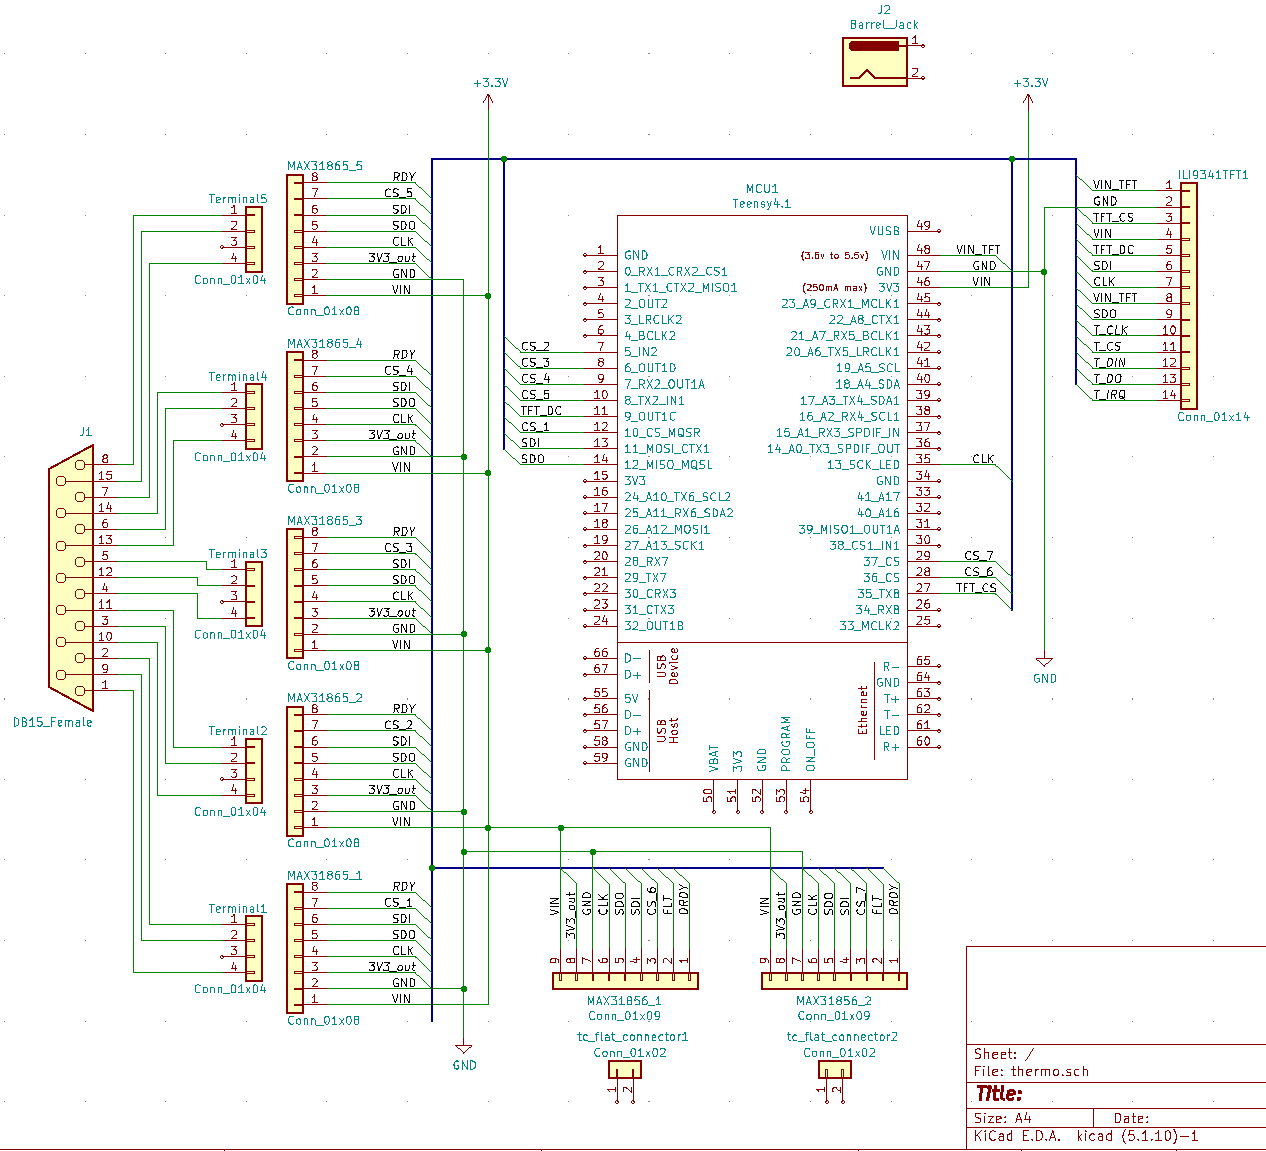 J2
Barrel_Jack
1
2
+3.3V
+3.3V
MAX31865_5
8 RDY
7 CS_5
6 SDI
5 SDO
4 CLK
3 3V3_out
2 GND
1 VIN
Conn_01x08
Terminal5
1
2
3
4
Conn_01x04
MAX31865_4
8 RDY
7 CS_4
6 SDI
5 SDO
4 CLK
3 3V3_out
2 GND
1 VIN
Conn_01x08
Terminal4
1
2
3
4
Conn_01x04
J1
8
15
7
14
6
13
5
12
4
11
3
10
2
9
1
DB15_Female
MAX31865_3
8 RDY
7 CS_3
6 SDI
5 SDO
4 CLK
3 3V3_out
2 GND
1 VIN
Conn_01x08
Terminal3
1
2
3
4
Conn_01x04
MAX31865_2
8 RDY
7 CS_2
6 SDI
5 SDO
4 CLK
3 3V3_out
2 GND
1 VIN
Conn_01x08
Terminal2
1
2
3
4
Conn_01x04
MAX31865_1
8 RDY
7 CS_1
6 SDI
5 SDO
4 CLK
3 3V3_out
2 GND
1 VIN
Conn_01x08
Terminal1
1
2
3
4
Conn_01x04
GND
MCU1
Teensy4.1
1 GND
2 0_RX1_CRX2_CS1
3 1_TX1_CTX2_MISO1
4 2_OUT2
5 3_LRCLK2
6 4_BCLK2
CS_2 7 5_IN2
CS_3 8 6_OUT1D
CS_4 9 7_RX2_OUT1A
CS_5 10 8_TX2_IN1
TFT_DC 11 9_OUT1C
CS_1 12 10_CS_MQSR
SDI 13 11_MOSI_CTX1
SDO 14 12_MISO_MQSL
15 3V3
16 24_A10_TX6_SCL2
17 25_A11_RX6_SDA2
18 26_A12_MOSI1
19 27_A13_SCK1
20 28_RX7
21 29_TX7
22 30_CRX3
23 31_CTX3
24 32_OUT1B
66 D-
67 D+
USB Device
55 5V
56 D-
57 D+
58 GND
59 GND
USB Host
VUSB 49
(3.6v to 5.5v) VIN 48 VIN_TFT
GND 47 GND
(250mA max) 3V3 46 VIN
23_A9_CRX1_MCLK1 45
22_A8_CTX1 44
21_A7_RX5_BCLK1 43
20_A6_TX5_LRCLK1 42
19_A5_SCL 41
18_A4_SDA 40
17_A3_TX4_SDA1 39
16_A2_RX4_SCL1 38
15_A1_RX3_SPDIF_IN 37
14_A0_TX3_SPDIF_OUT 36
13_SCK_LED 35 CLK
GND 34
41_A17 33
40_A16 32
39_MISO1_OUT1A 31
38_CS1_IN1 30
37_CS 29 CS_7
36_CS 28 CS_6
35_TX8 27 TFT_CS
34_RX8 26
33_MCLK2 25
Ethernet
R- 65
GND 64
T+ 63
T- 62
LED 61
R+ 60
VBAT 50
3V3 51
GND 52
PROGRAM 53
ON_OFF 54
GND
ILI9341TFT1
VIN_TFT 1
GND 2
TFT_CS 3
VIN 4
TFT_DC 5
SDI 6
CLK 7
VIN_TFT 8
SDO 9
T_CLK 10
T_CS 11
T_DIN 12
T_DO 13
T_IRQ 14
Conn_01x14
VIN 9
3V3_out 8
GND 7
CLK 6
SDO 5
SDI 4
CS_6 3
FLT 2
DRDY 1
MAX31856_1
Conn_01x09
tc_flat_connector1
Conn_01x02
1
2
VIN 9
3V3_out 8
GND 7
CLK 6
SDO 5
SDI 4
CS_7 3
FLT 2
DRDY 1
MAX31856_2
Conn_01x09
tc_flat_connector2
Conn_01x02
1
2
Sheet: /
File: thermo.sch
Title:
Size: A4 Date:
KiCad E.D.A. kicad (5.1.10)-1